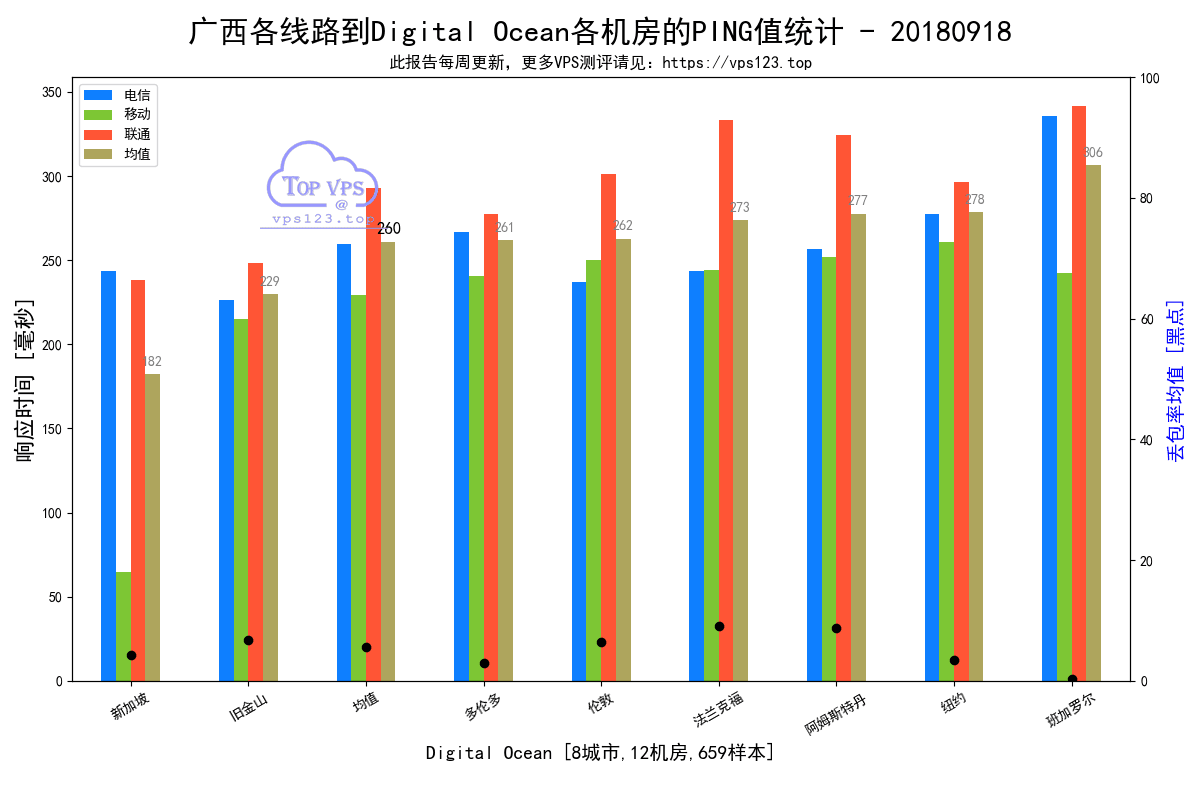 广西各线路到Digital Ocean各机房的PING值统计 - 20180918
此报告每周更新，更多VPS测评请见：https://vps123.top
电信
移动
联通
均值
TOP VPS
@
vps123.top
响应时间 [毫秒]
350
300
250
200
150
100
50
0
182
229
260
261
262
273
277
278
306
100
80
60
40
20
0
丢包率均值 [黑点]
新加坡
旧金山
均值
多伦多
伦敦
法兰克福
阿姆斯特丹
纽约
班加罗尔
Digital Ocean [8城市,12机房,659样本]